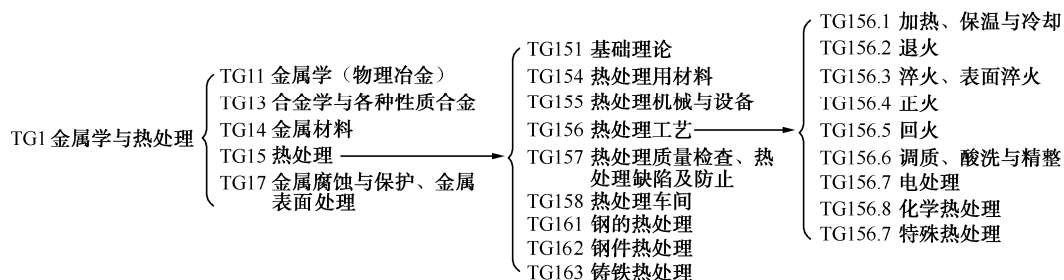 TG1 金属学与热处理
TG11 金属学（物理冶金）
TG13 合金学与各种性质合金
TG14 金属材料
TG15 热处理
TG17 金属腐蚀与保护、金属
表面处理
TG151 基础理论
TG154 热处理用材料
TG155 热处理机械与设备
TG156 热处理工艺
TG157 热处理质量检查、热
处理缺陷及防止
TG158 热处理车间
TG161 钢的热处理
TG162 钢件热处理
TG163 铸铁热处理
TG156.1 加热、保温与冷却
TG156.2 退火
TG156.3 淬火、表面淬火
TG156.4 正火
TG156.5 回火
TG156.6 调质、酸洗与精整
TG156.7 电处理
TG156.8 化学热处理
TG156.7 特殊热处理